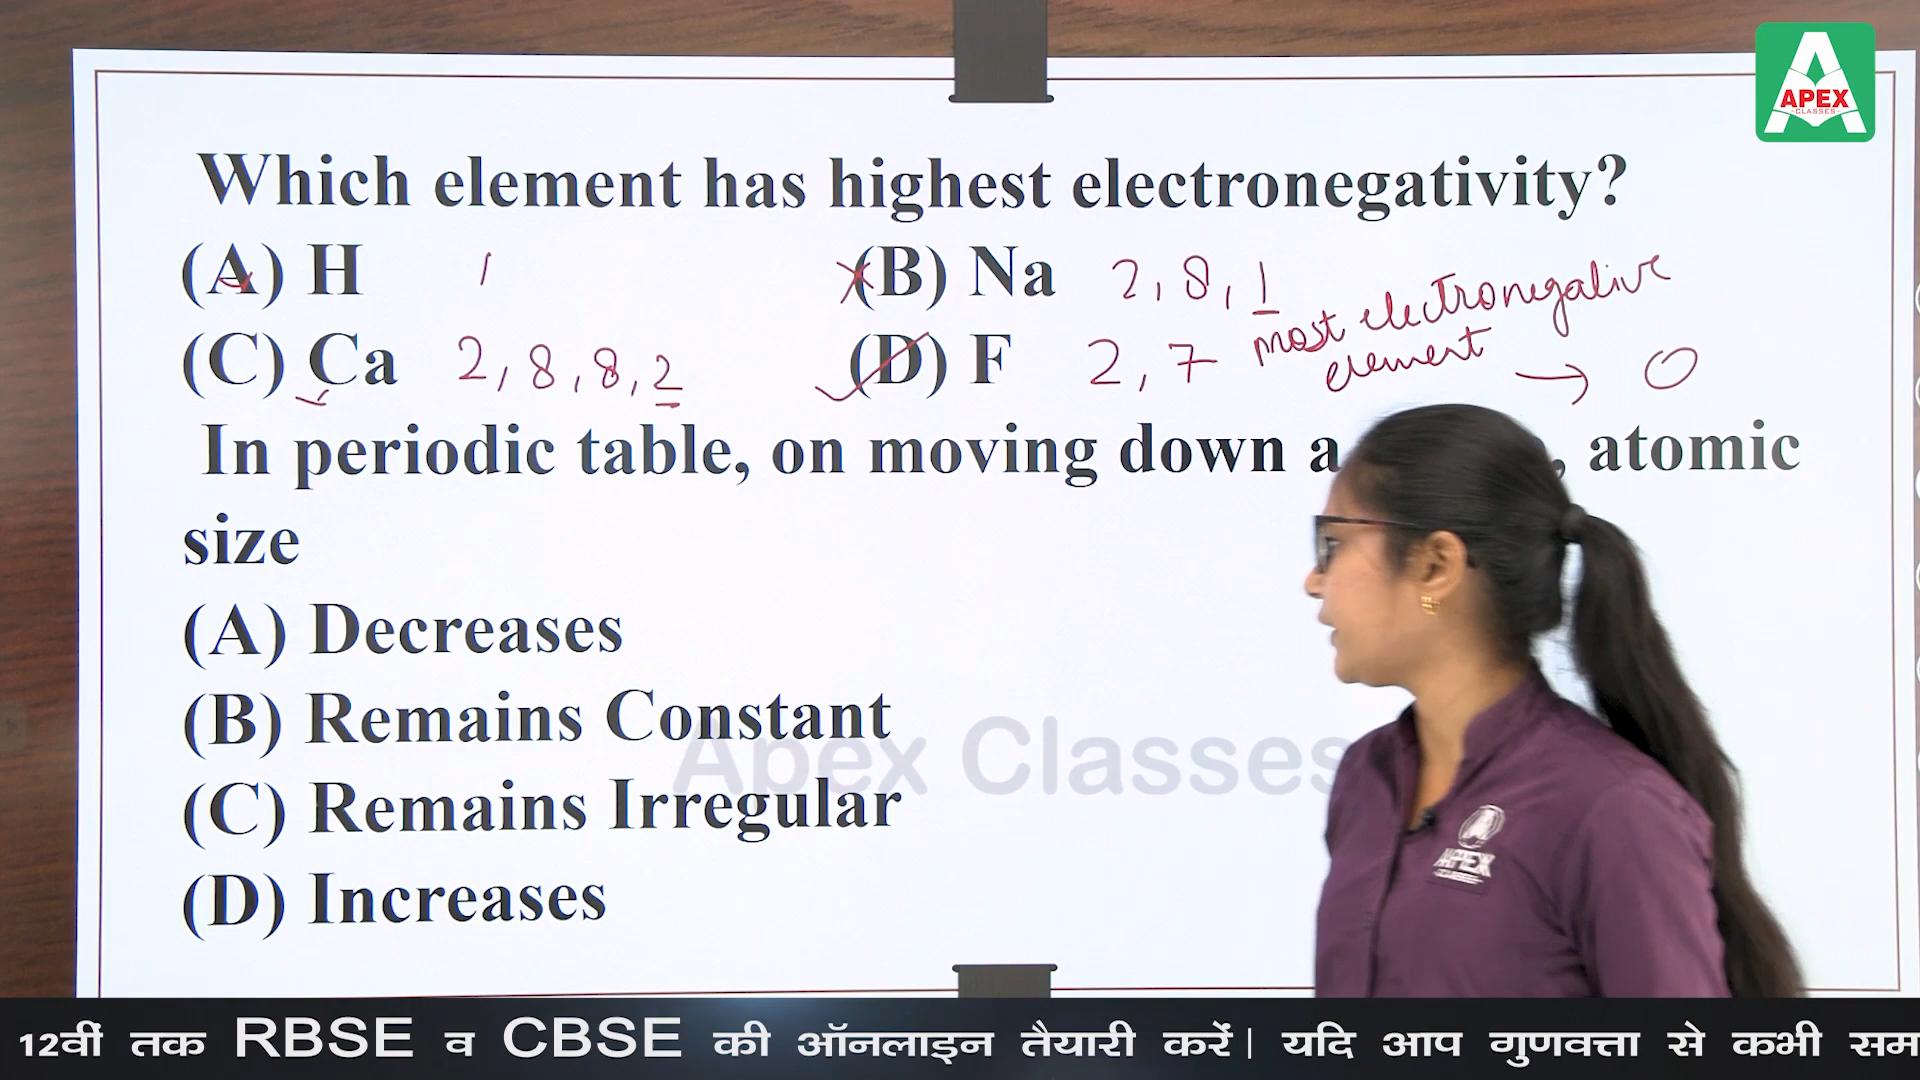 APEX
CLASSES
Which element has highest electronegativity?
(A) H 1 (B) Na 2, 8, 1
most electronegative
(C) Ca 2, 8, 8, 2 (D) F 2, 7 element → O
In periodic table, on moving down a , atomic
size
(A) Decreases
(B) Remains Constant
(C) Remains Irregular
(D) Increases
Apex Classes
APEX
CLASSES
12वीं तक RBSE व CBSE की ऑनलाइन तैयारी करें| यदि आप गुणवत्ता से कभी सम